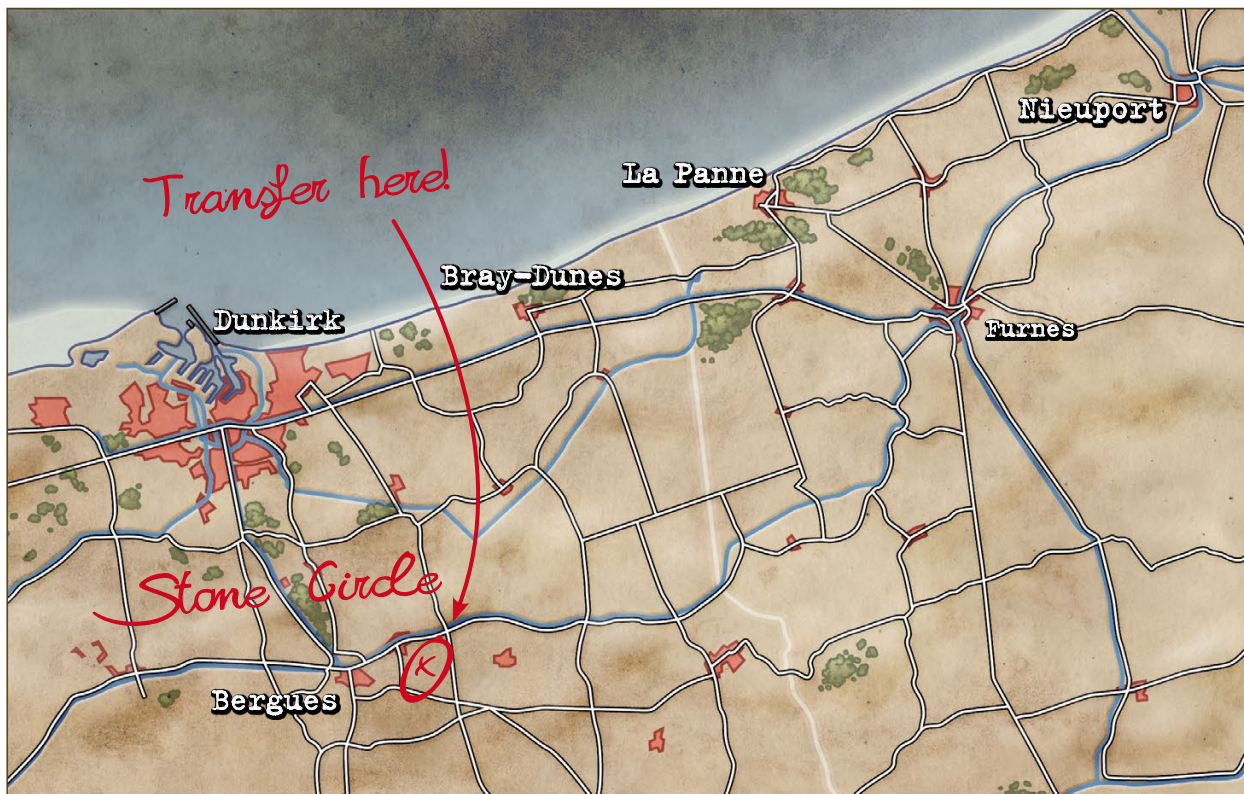 Nieuport
La Panne
Transfer here!
Bray-Dunes
Dunkirk
Furnes
Stone Circle
K
Bergues